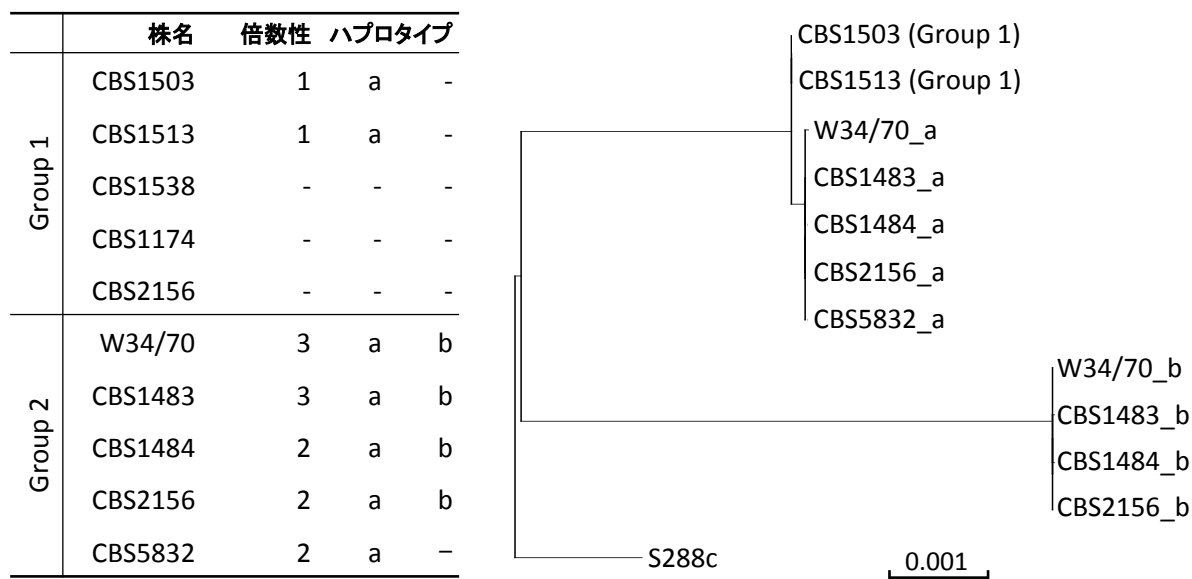 株名 倍数性 ハプロタイプ
Group 1
CBS1503 1 a -
CBS1513 1 a -
CBS1538 - - -
CBS1174 - - -
CBS2156 - - -
Group 2
W34/70 3 a b
CBS1483 3 a b
CBS1484 2 a b
CBS2156 2 a b
CBS5832 2 a –
CBS1503 (Group 1)
CBS1513 (Group 1)
W34/70_a
CBS1483_a
CBS1484_a
CBS2156_a
CBS5832_a
W34/70_b
CBS1483_b
CBS1484_b
CBS2156_b
S288c
0.001